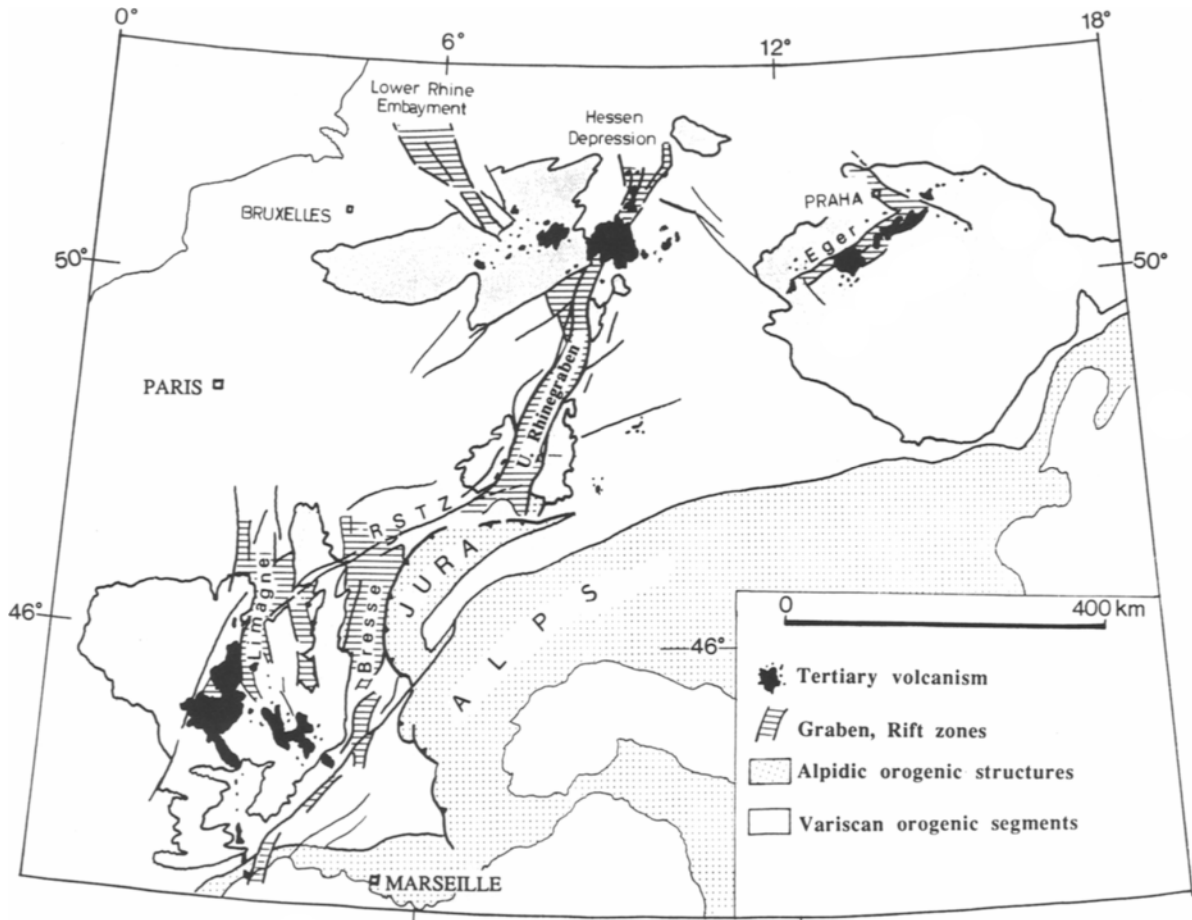 0°
6°
12°
18°
Lower Rhine
Embayment
Hessen
Depression
BRUXELLES
PRAHA
Eger
50°
50°
PARIS
U. Rhinegraben
RSTZ
JURA
Limagne
Bresse
ALPS
46°
46°
MARSEILLE
0
400 km
Tertiary volcanism
Graben, Rift zones
Alpidic orogenic structures
Variscan orogenic segments